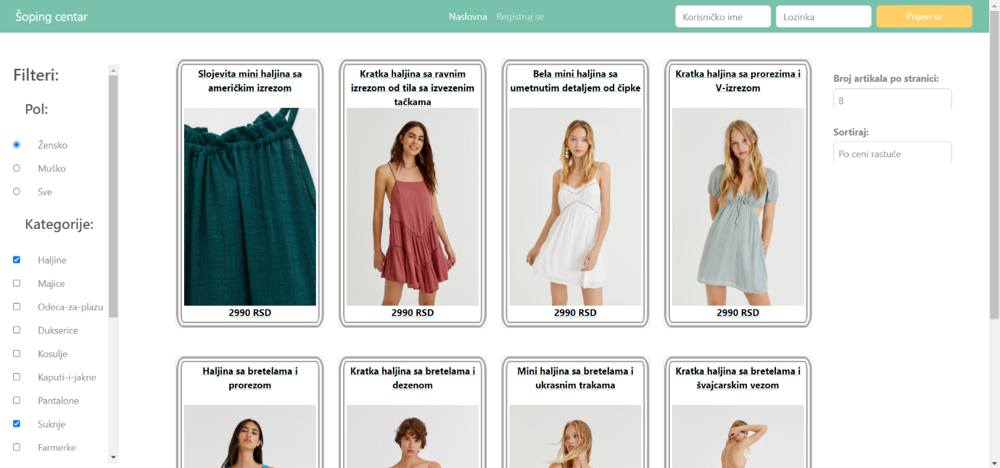 Šoping centar
Naslovna
Registruj se
Korisničko ime
Lozinka
Prijavi se
Filteri:
Pol:
Žensko
Muško
Sve
Kategorije:
Haljine
Majice
Odeca-za-plazu
Dukserice
Kosulje
Kaputi-i-jakne
Pantalone
Suknje
Farmerke
Slojevita mini haljina sa
američkim izrezom
2990 RSD
Kratka haljina sa ravnim
izrezom od tila sa izvezenim
tačkama
2990 RSD
Bela mini haljina sa
umetnutim detaljem od čipke
2990 RSD
Kratka haljina sa prorezima i
V-izrezom
2990 RSD
Haljina sa bretelama i
prorezom
Kratka haljina sa bretelama i
dezenom
Mini haljina sa bretelama i
ukrasnim trakama
Kratka haljina sa bretelama i
švajcarskim vezom
Broj artikala po stranici:
8
Sortiraj:
Po ceni rastuće